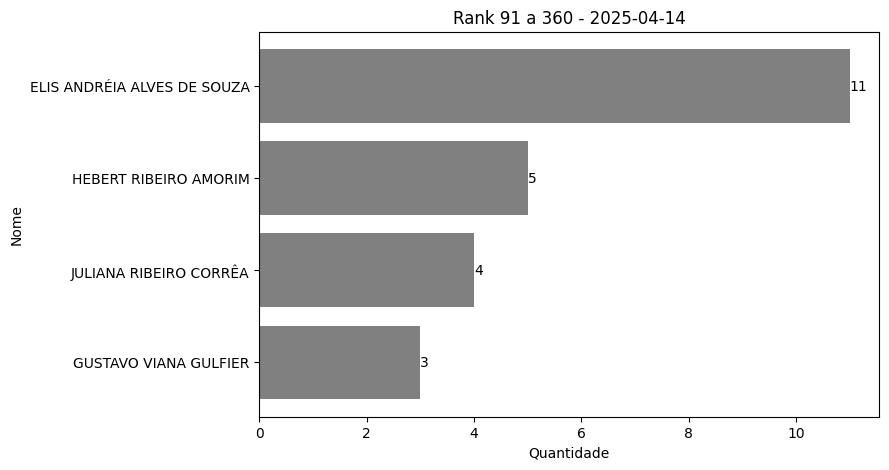 Rank 91 a 360 - 2025-04-14
ELIS ANDRÉIA ALVES DE SOUZA
11
HEBERT RIBEIRO AMORIM
5
JULIANA RIBEIRO CORRÊA
4
GUSTAVO VIANA GULFIER
3
Nome
0 2 4 6 8 10
Quantidade